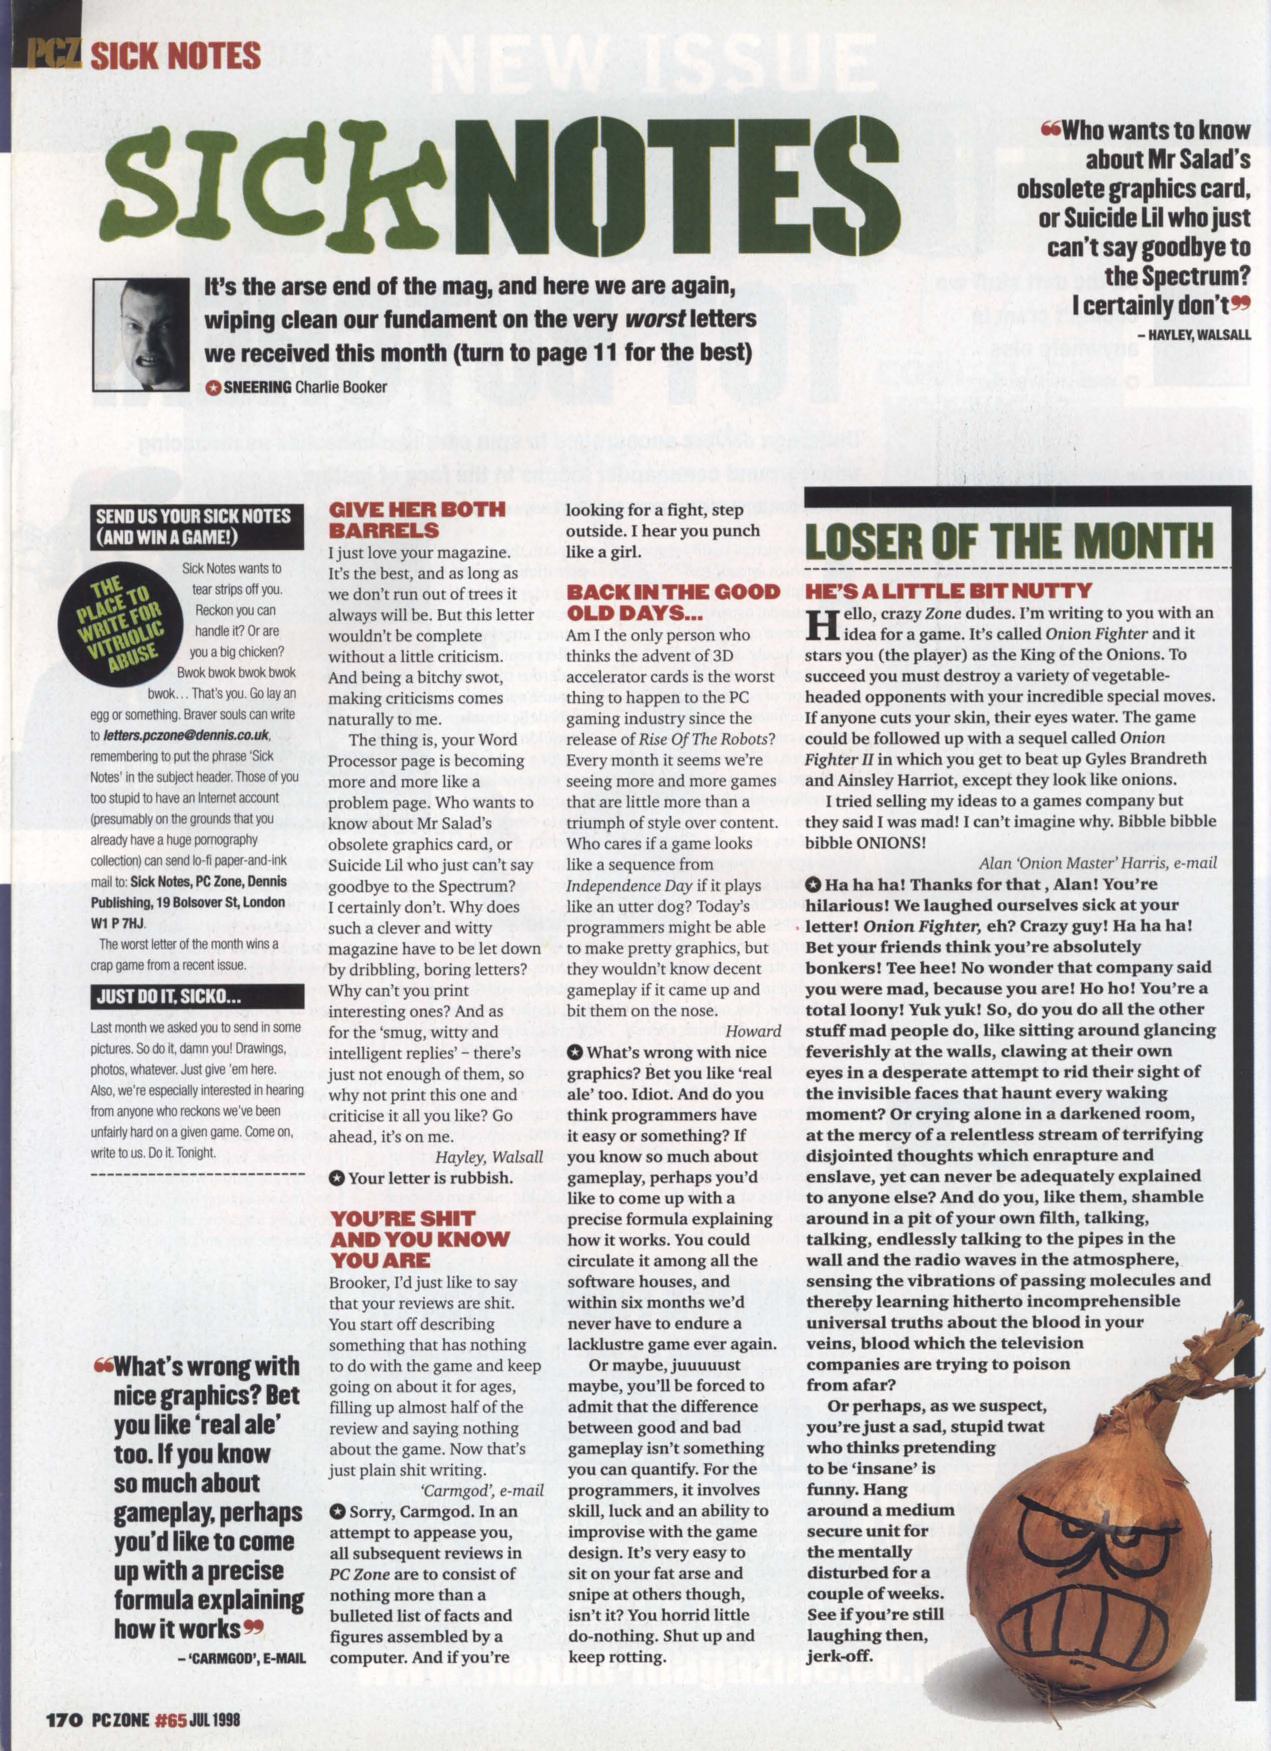 PCZ SICK NOTES
SICK NOTES
“Who wants to know
about Mr Salad's
obsolete graphics card,
or Suicide Lil who just
can't say goodbye to
the Spectrum?
I certainly don't”
– HAYLEY, WALSALL
It's the arse end of the mag, and here we are again,
wiping clean our fundament on the very worst letters
we received this month (turn to page 11 for the best)
SNEERING Charlie Booker
SEND US YOUR SICK NOTES
(AND WIN A GAME!)
THE
PLACE TO
WRITE FOR
VITRIOLIC
ABUSE
Sick Notes wants to
tear strips off you.
Reckon you can
handle it? Or are
you a big chicken?
Bwok bwok bwok bwok
bwok... That's you. Go lay an
egg or something. Braver souls can write
to letters.pczone@dennis.co.uk,
remembering to put the phrase 'Sick
Notes' in the subject header. Those of you
too stupid to have an Internet account
(presumably on the grounds that you
already have a huge pornography
collection) can send lo-fi paper-and-ink
mail to: Sick Notes, PC Zone, Dennis
Publishing, 19 Bolsover St, London
W1 P 7HJ.
The worst letter of the month wins a
crap game from a recent issue.
JUST DO IT, SICKO...
Last month we asked you to send in some
pictures. So do it, damn you! Drawings,
photos, whatever. Just give 'em here.
Also, we're especially interested in hearing
from anyone who reckons we've been
unfairly hard on a given game. Come on,
write to us. Do it. Tonight.
“What's wrong with
nice graphics? Bet
you like 'real ale'
too. If you know
so much about
gameplay, perhaps
you'd like to come
up with a precise
formula explaining
how it works”
– 'CARMGOD', E-MAIL
GIVE HER BOTH
BARRELS
I just love your magazine.
It's the best, and as long as
we don't run out of trees it
always will be. But this letter
wouldn't be complete
without a little criticism.
And being a bitchy swot,
making criticisms comes
naturally to me.
The thing is, your Word
Processor page is becoming
more and more like a
problem page. Who wants to
know about Mr Salad's
obsolete graphics card, or
Suicide Lil who just can't say
goodbye to the Spectrum?
I certainly don't. Why does
such a clever and witty
magazine have to be let down
by dribbling, boring letters?
Why can't you print
interesting ones? And as
for the 'smug, witty and
intelligent replies' – there's
just not enough of them, so
why not print this one and
criticise it all you like? Go
ahead, it's on me.
Hayley, Walsall
Your letter is rubbish.
YOU'RE SHIT
AND YOU KNOW
YOU ARE
Brooker, I'd just like to say
that your reviews are shit.
You start off describing
something that has nothing
to do with the game and keep
going on about it for ages,
filling up almost half of the
review and saying nothing
about the game. Now that's
just plain shit writing.
'Carmgod', e-mail
Sorry, Carmgod. In an
attempt to appease you,
all subsequent reviews in
PC Zone are to consist of
nothing more than a
bulleted list of facts and
figures assembled by a
computer. And if you're
looking for a fight, step
outside. I hear you punch
like a girl.
BACK IN THE GOOD
OLD DAYS...
Am I the only person who
thinks the advent of 3D
accelerator cards is the worst
thing to happen to the PC
gaming industry since the
release of Rise Of The Robots?
Every month it seems we're
seeing more and more games
that are little more than a
triumph of style over content.
Who cares if a game looks
like a sequence from
Independence Day if it plays
like an utter dog? Today's
programmers might be able
to make pretty graphics, but
they wouldn't know decent
gameplay if it came up and
bit them on the nose.
Howard
What's wrong with nice
graphics? Bet you like 'real
ale' too. Idiot. And do you
think programmers have
it easy or something? If
you know so much about
gameplay, perhaps you'd
like to come up with a
precise formula explaining
how it works. You could
circulate it among all the
software houses, and
within six months we'd
never have to endure a
lacklustre game ever again.
Or maybe, juuuuust
maybe, you'll be forced to
admit that the difference
between good and bad
gameplay isn't something
you can quantify. For the
programmers, it involves
skill, luck and an ability to
improvise with the game
design. It's very easy to
sit on your fat arse and
snipe at others though,
isn't it? You horrid little
do-nothing. Shut up and
keep rotting.
LOSER OF THE MONTH
HE'S A LITTLE BIT NUTTY
Hello, crazy Zone dudes. I'm writing to you with an
idea for a game. It's called Onion Fighter and it
stars you (the player) as the King of the Onions. To
succeed you must destroy a variety of vegetable-
headed opponents with your incredible special moves.
If anyone cuts your skin, their eyes water. The game
could be followed up with a sequel called Onion
Fighter II in which you get to beat up Gyles Brandreth
and Ainsley Harriot, except they look like onions.
I tried selling my ideas to a games company but
they said I was mad! I can't imagine why. Bibble bibble
bibble ONIONS!
Alan 'Onion Master' Harris, e-mail
Ha ha ha! Thanks for that , Alan! You're
hilarious! We laughed ourselves sick at your
letter! Onion Fighter, eh? Crazy guy! Ha ha ha!
Bet your friends think you're absolutely
bonkers! Tee hee! No wonder that company said
you were mad, because you are! Ho ho! You're a
total loony! Yuk yuk! So, do you do all the other
stuff mad people do, like sitting around glancing
feverishly at the walls, clawing at their own
eyes in a desperate attempt to rid their sight of
the invisible faces that haunt every waking
moment? Or crying alone in a darkened room,
at the mercy of a relentless stream of terrifying
disjointed thoughts which enrapture and
enslave, yet can never be adequately explained
to anyone else? And do you, like them, shamble
around in a pit of your own filth, talking,
talking, endlessly talking to the pipes in the
wall and the radio waves in the atmosphere,
sensing the vibrations of passing molecules and
thereby learning hitherto incomprehensible
universal truths about the blood in your
veins, blood which the television
companies are trying to poison
from afar?
Or perhaps, as we suspect,
you're just a sad, stupid twat
who thinks pretending
to be 'insane' is
funny. Hang
around a medium
secure unit for
the mentally
disturbed for a
couple of weeks.
See if you're still
laughing then,
jerk-off.
170 PC ZONE #65 JUL 1998